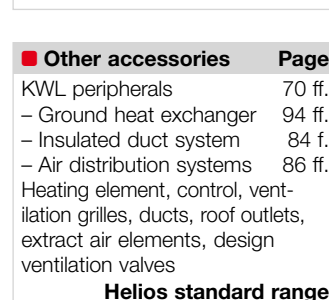 Other accessories Page
KWL peripherals 70 ff.
– Ground heat exchanger 94 ff.
– Insulated duct system 84 f.
– Air distribution systems 86 ff.
Heating element, control, vent-
ilation grilles, ducts, roof outlets,
extract air elements, design
ventilation valves
Helios standard range